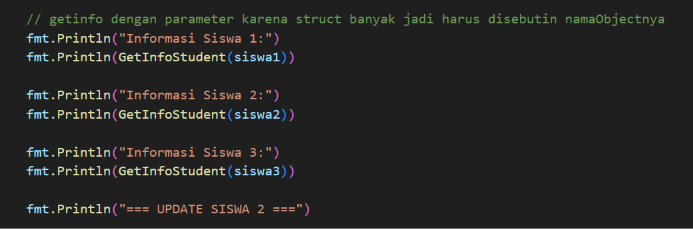 // getinfo dengan parameter karena struct banyak jadi harus disebutin namaObjectnya
fmt.Println("Informasi Siswa 1:")
fmt.Println(GetInfoStudent(siswa1))
fmt.Println("Informasi Siswa 2:")
fmt.Println(GetInfoStudent(siswa2))
fmt.Println("Informasi Siswa 3:")
fmt.Println(GetInfoStudent(siswa3))
fmt.Println("=== UPDATE SISWA 2 ===")